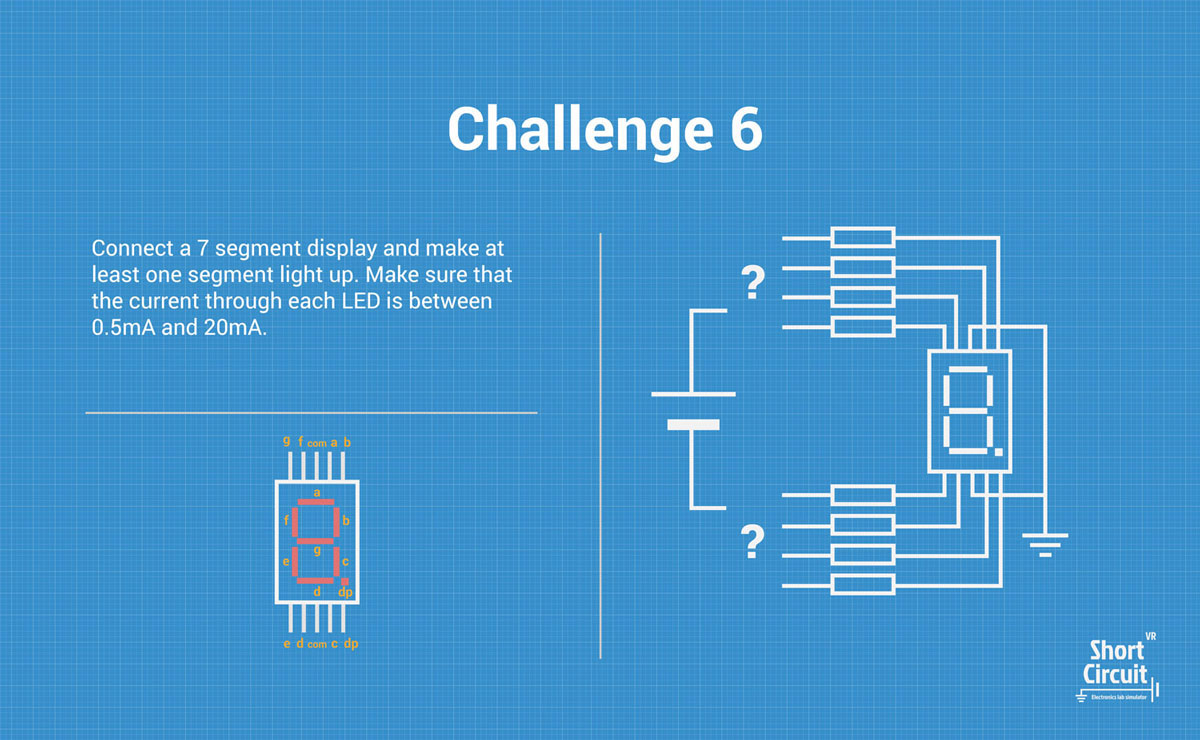 Challenge 6
Connect a 7 segment display and make at
least one segment light up. Make sure that
the current through each LED is between
0.5mA and 20mA.
g f com a b
a
f b
g
e c
d dp
e d com c dp
?
?
Short VR
Circuit
Electronics lab simulator